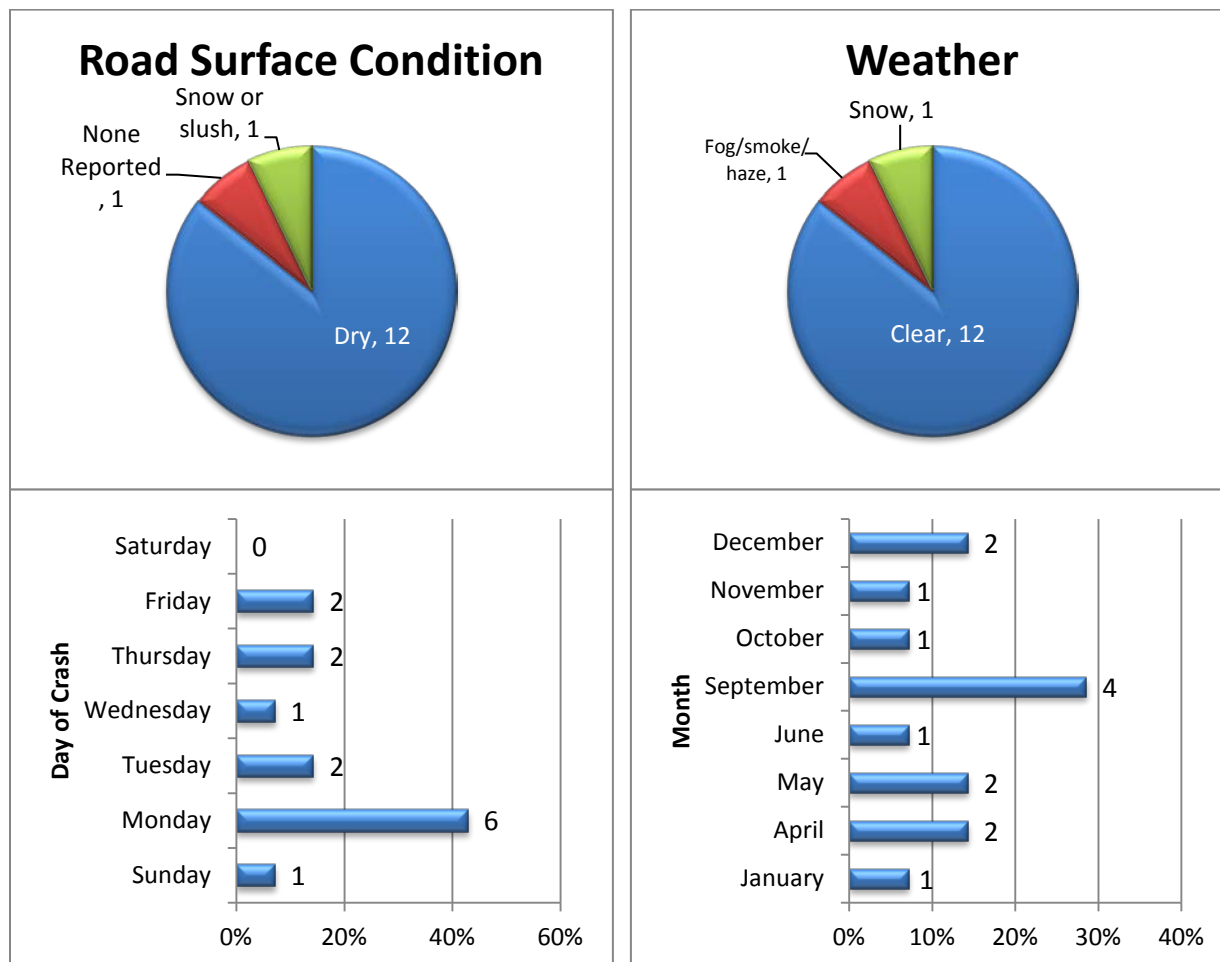 Road Surface Condition
Snow or
slush, 1
None
Reported
, 1
Dry, 12
Weather
Snow, 1
Fog/smoke/
haze, 1
Clear, 12
Day of Crash
Saturday 0
Friday 2
Thursday 2
Wednesday 1
Tuesday 2
Monday 6
Sunday 1
0% 20% 40% 60%
Month
December 2
November 1
October 1
September 4
June 1
May 2
April 2
January 1
0% 10% 20% 30% 40%